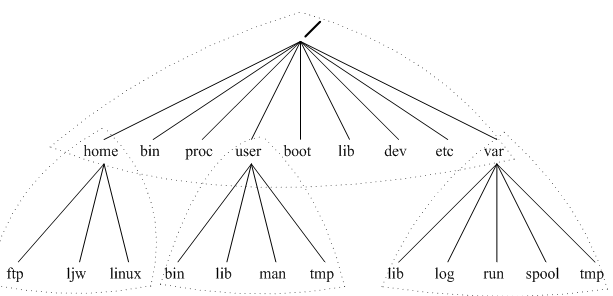 /
home bin proc user boot lib dev etc var
ftp ljw linux bin lib man tmp lib log run spool tmp